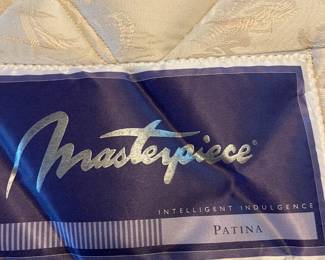 Masterpiece®
INTELLIGENT INDULGENCE
PATINA